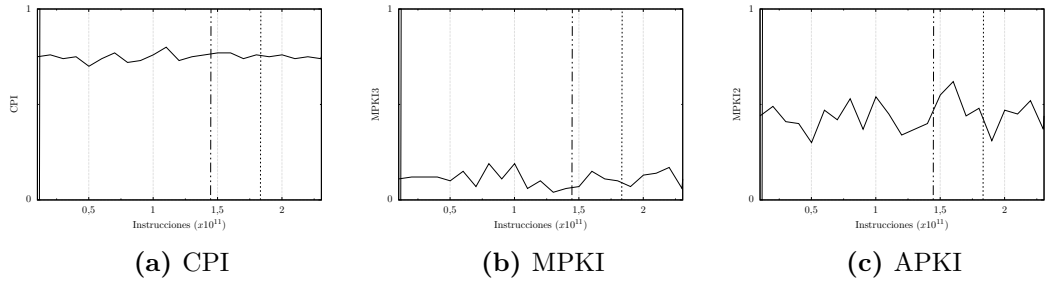 1
CPI
0
0,5
1
1,5
2
Instrucciones (x10^11)
(a) CPI
1
MPKI3
0
0,5
1
1,5
2
Instrucciones (x10^11)
(b) MPKI
1
MPKI2
0
0,5
1
1,5
2
Instrucciones (x10^11)
(c) APKI